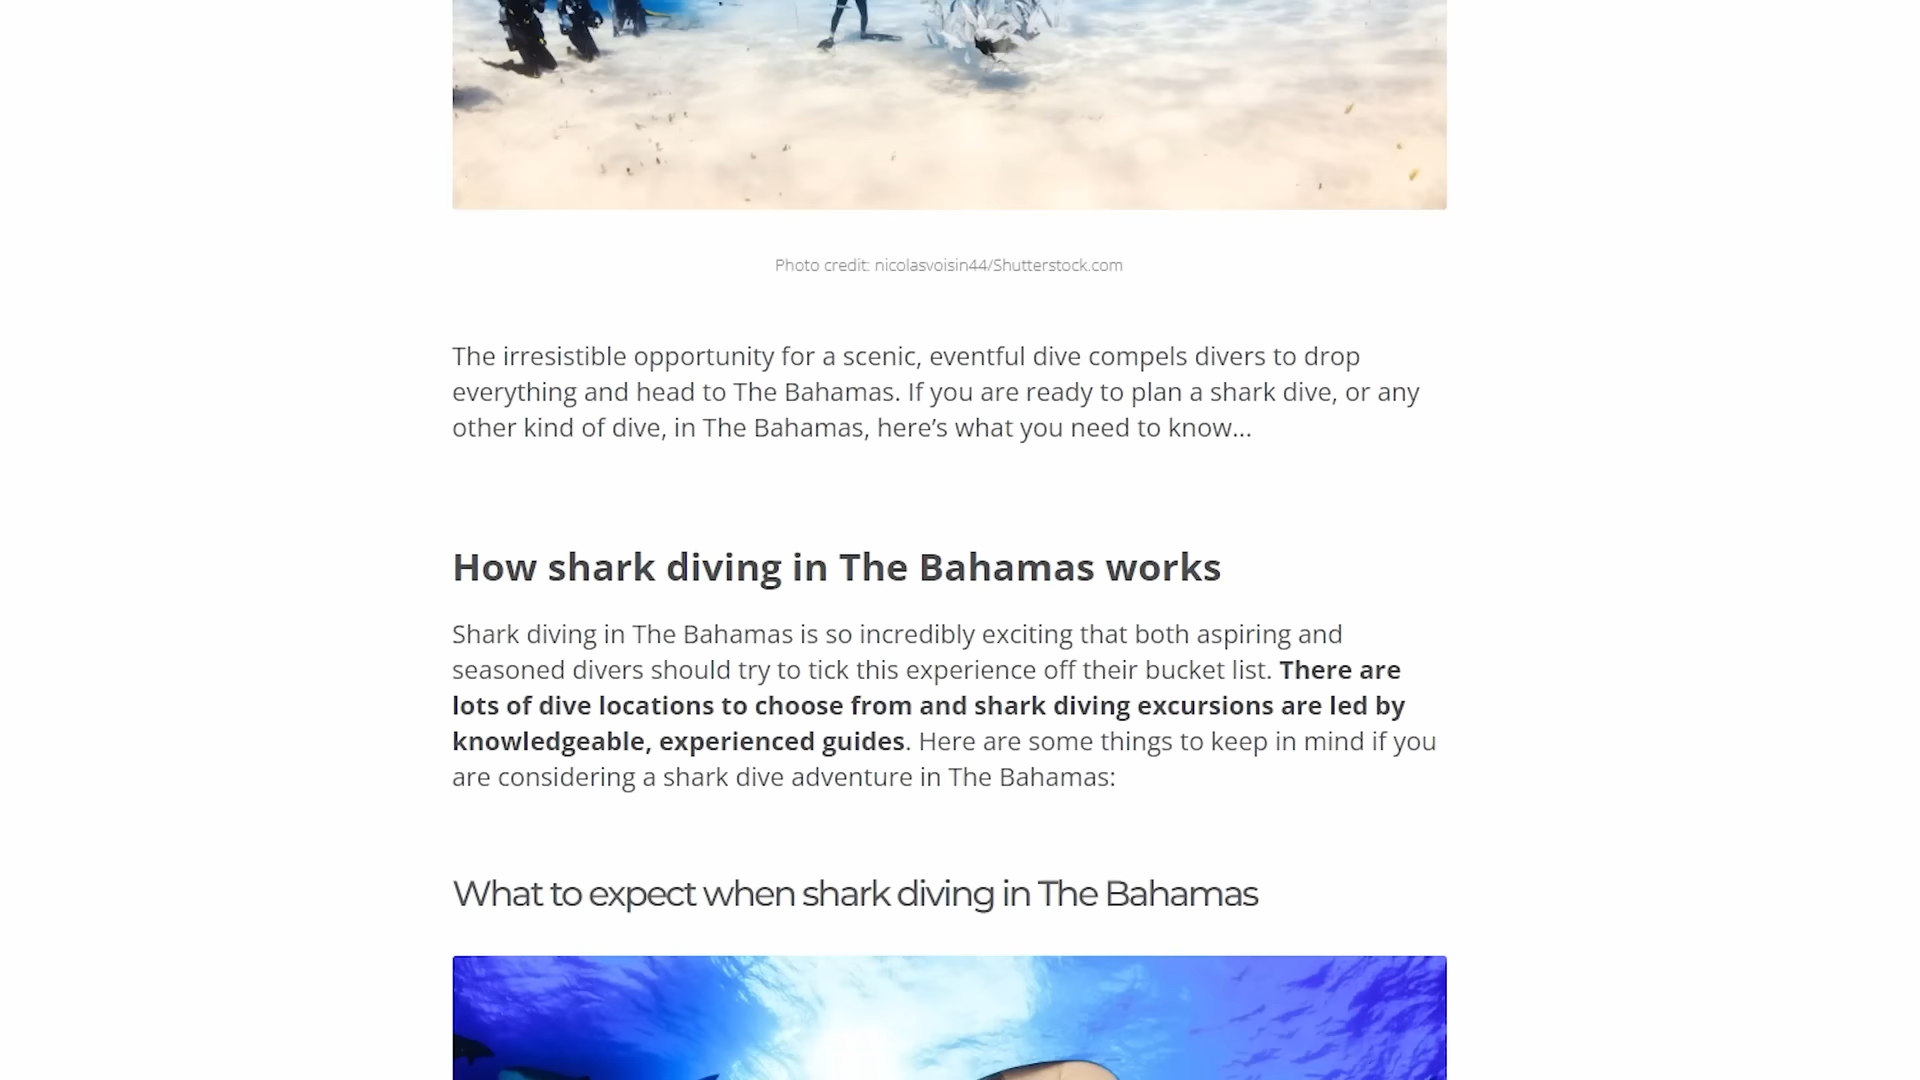 Photo credit: nicolasvoisin44/Shutterstock.com
The irresistible opportunity for a scenic, eventful dive compels divers to drop
everything and head to The Bahamas. If you are ready to plan a shark dive, or any
other kind of dive, in The Bahamas, here’s what you need to know…
How shark diving in The Bahamas works
Shark diving in The Bahamas is so incredibly exciting that both aspiring and
seasoned divers should try to tick this experience off their bucket list. There are
lots of dive locations to choose from and shark diving excursions are led by
knowledgeable, experienced guides. Here are some things to keep in mind if you
are considering a shark dive adventure in The Bahamas:
What to expect when shark diving in The Bahamas